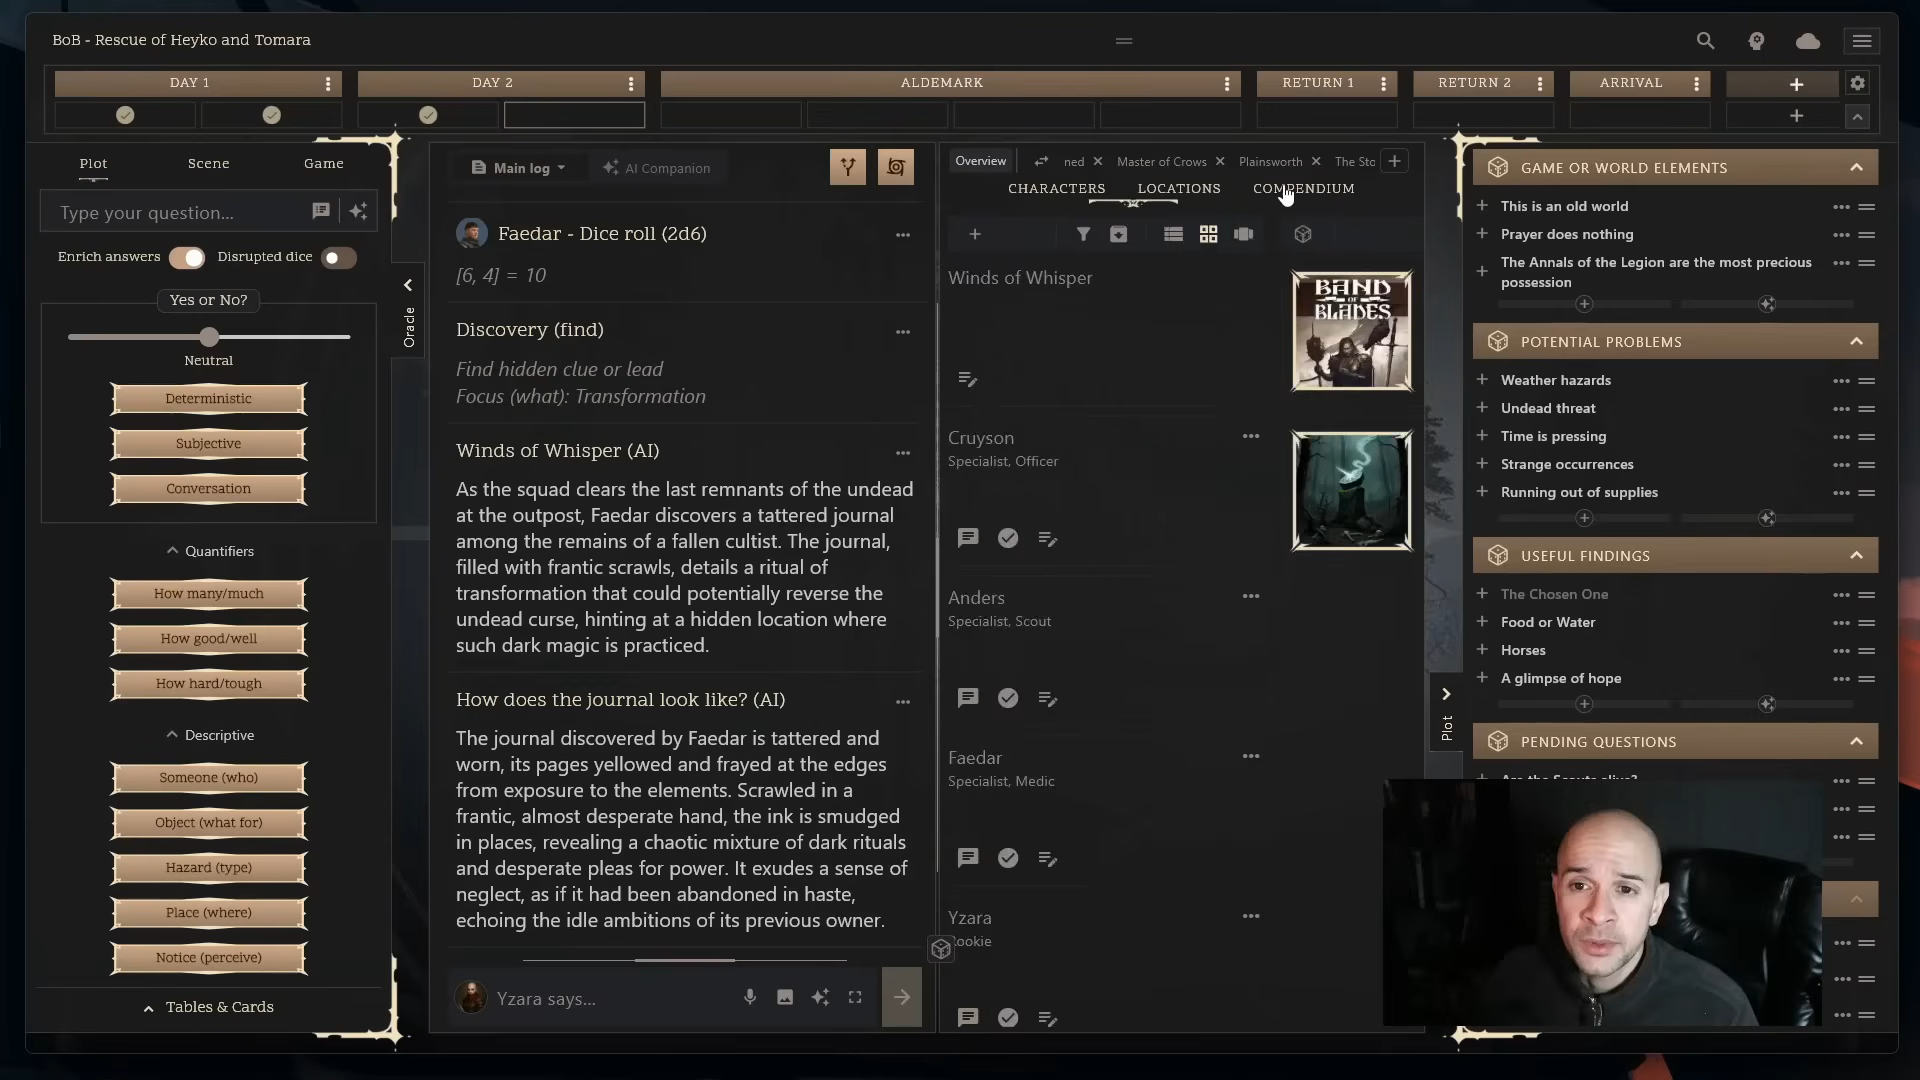 BoB - Rescue of Heyko and Tomara
DAY 1
DAY 2
ALDEMARK
RETURN 1
RETURN 2
ARRIVAL
Plot
Scene
Game
Type your question...
Enrich answers
Disrupted dice
Yes or No?
Neutral
Deterministic
Subjective
Conversation
Quantifiers
How many/much
How good/well
How hard/tough
Descriptive
Someone (who)
Object (what for)
Hazard (type)
Place (where)
Notice (perceive)
Tables & Cards
Oracle
Main log
AI Companion
Faedar - Dice roll (2d6)
[6, 4] = 10
Discovery (find)
Find hidden clue or lead
Focus (what): Transformation
Winds of Whisper (AI)
As the squad clears the last remnants of the undead
at the outpost, Faedar discovers a tattered journal
among the remains of a fallen cultist. The journal,
filled with frantic scrawls, details a ritual of
transformation that could potentially reverse the
undead curse, hinting at a hidden location where
such dark magic is practiced.
How does the journal look like? (AI)
The journal discovered by Faedar is tattered and
worn, its pages yellowed and frayed at the edges
from exposure to the elements. Scrawled in a
frantic, almost desperate hand, the ink is smudged
in places, revealing a chaotic mixture of dark rituals
and desperate pleas for power. It exudes a sense of
neglect, as if it had been abandoned in haste,
echoing the idle ambitions of its previous owner.
Yzara says...
Overview
ned
Master of Crows
Plainsworth
The Sto
CHARACTERS
LOCATIONS
COMPENDIUM
Winds of Whisper
BAND
OF
BLADES
Cruyson
Specialist, Officer
Anders
Specialist, Scout
Faedar
Specialist, Medic
Yzara
ookie
Plot
GAME OR WORLD ELEMENTS
This is an old world
Prayer does nothing
The Annals of the Legion are the most precious
possession
POTENTIAL PROBLEMS
Weather hazards
Undead threat
Time is pressing
Strange occurrences
Running out of supplies
USEFUL FINDINGS
The Chosen One
Food or Water
Horses
A glimpse of hope
PENDING QUESTIONS
Are the Scouts alive?